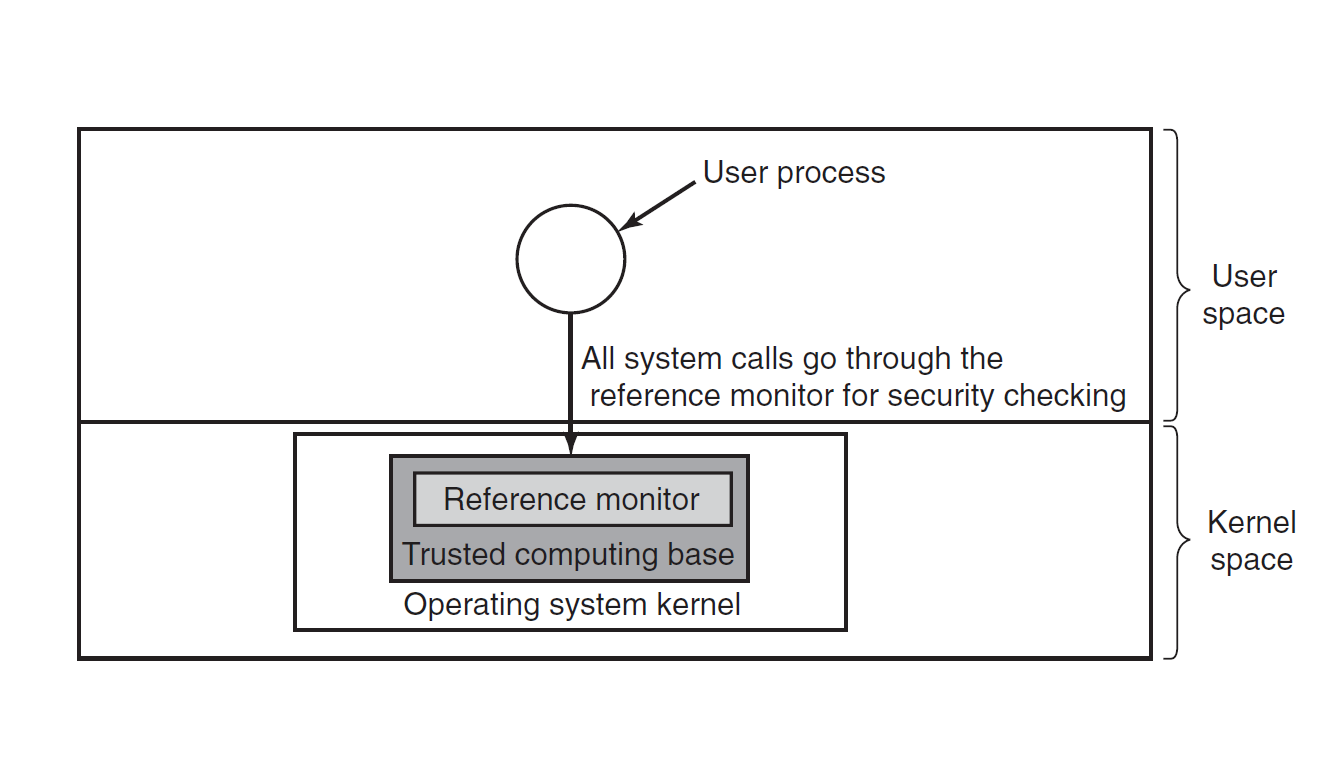 User process
User
space
All system calls go through the
reference monitor for security checking
Reference monitor
Trusted computing base
Operating system kernel
Kernel
space